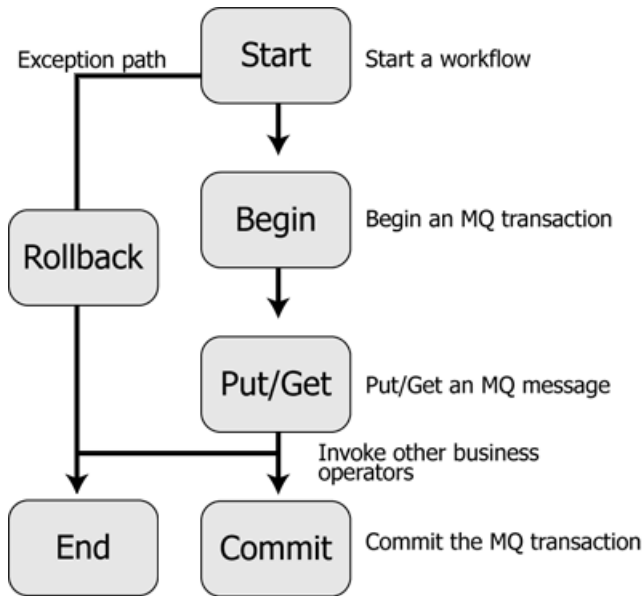 Exception path
Start
Start a workflow
Begin
Begin an MQ transaction
Rollback
Put/Get
Put/Get an MQ message
Invoke other business
operators
End
Commit
Commit the MQ transaction